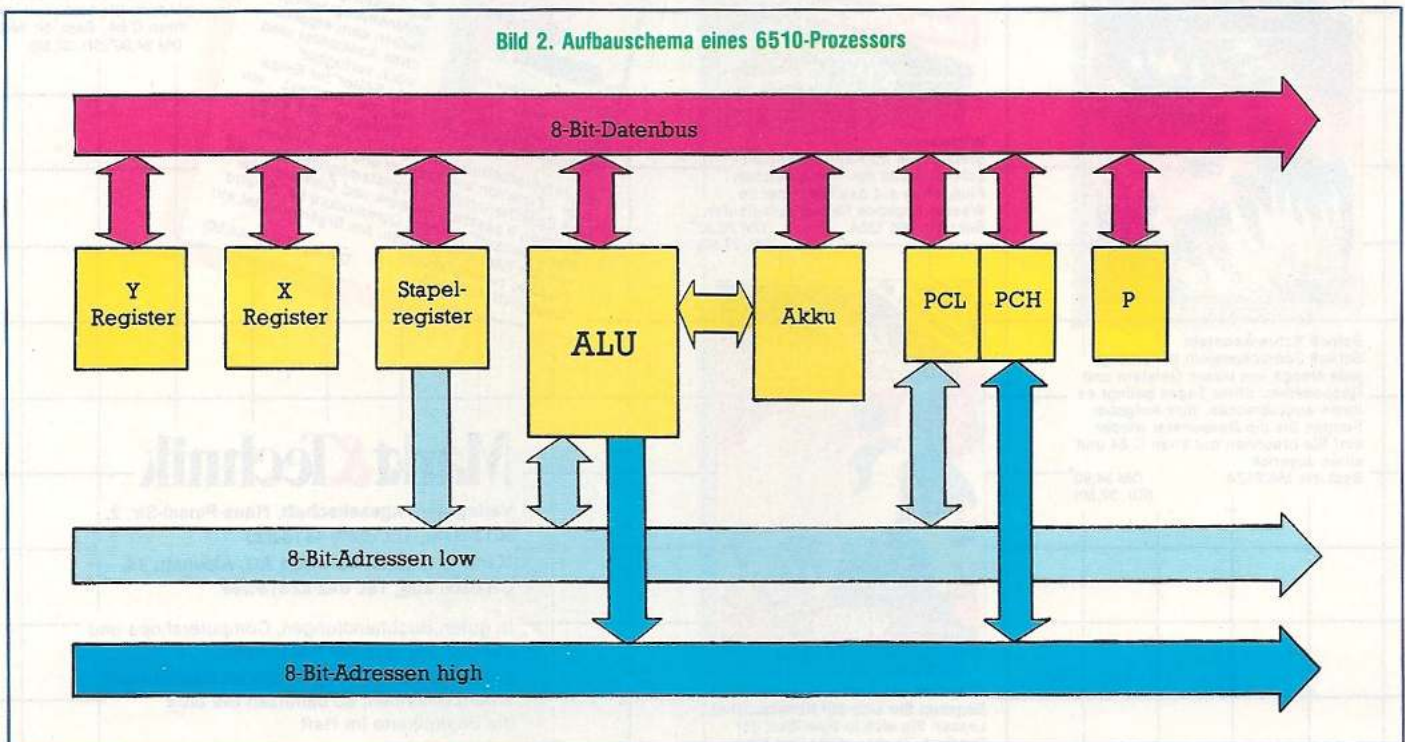 Bild 2. Aufbauschema eines 6510-Prozessors
8-Bit-Datenbus
Y
Register
X
Register
Stapel-
register
ALU
Akku
PCL
PCH
P
8-Bit-Adressen low
8-Bit-Adressen high